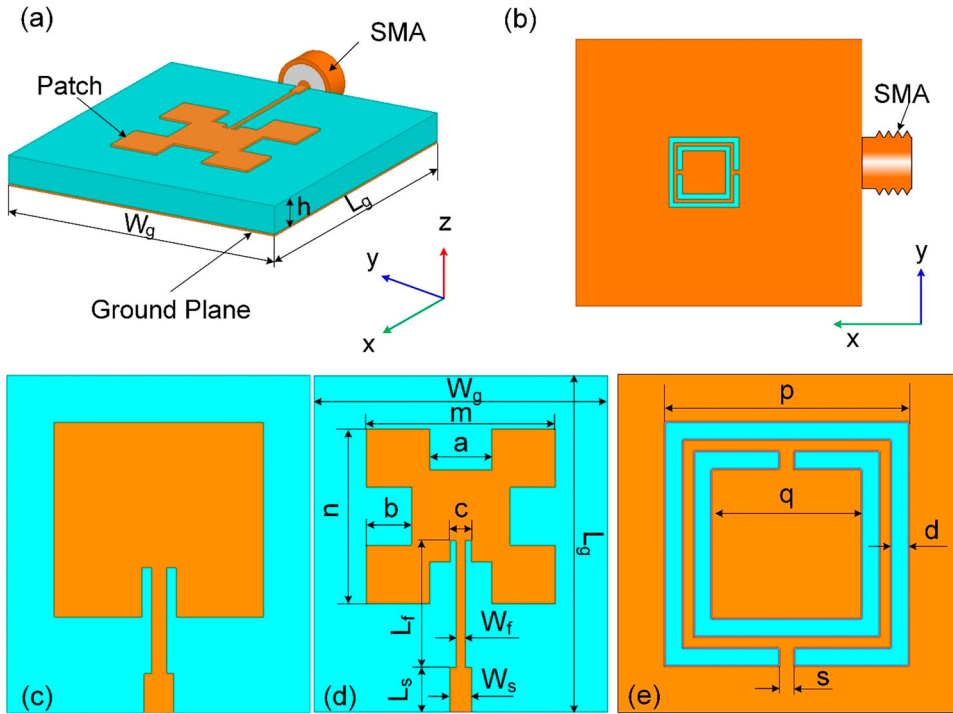 (a)
SMA
Patch
h
Lg
Wg
z
y
x
Ground Plane
(b)
SMA
y
x
(c)
Wg
m
a
n
b
c
Lg
Lf
Wf
Ls
Ws
(d)
p
q
d
s
(e)